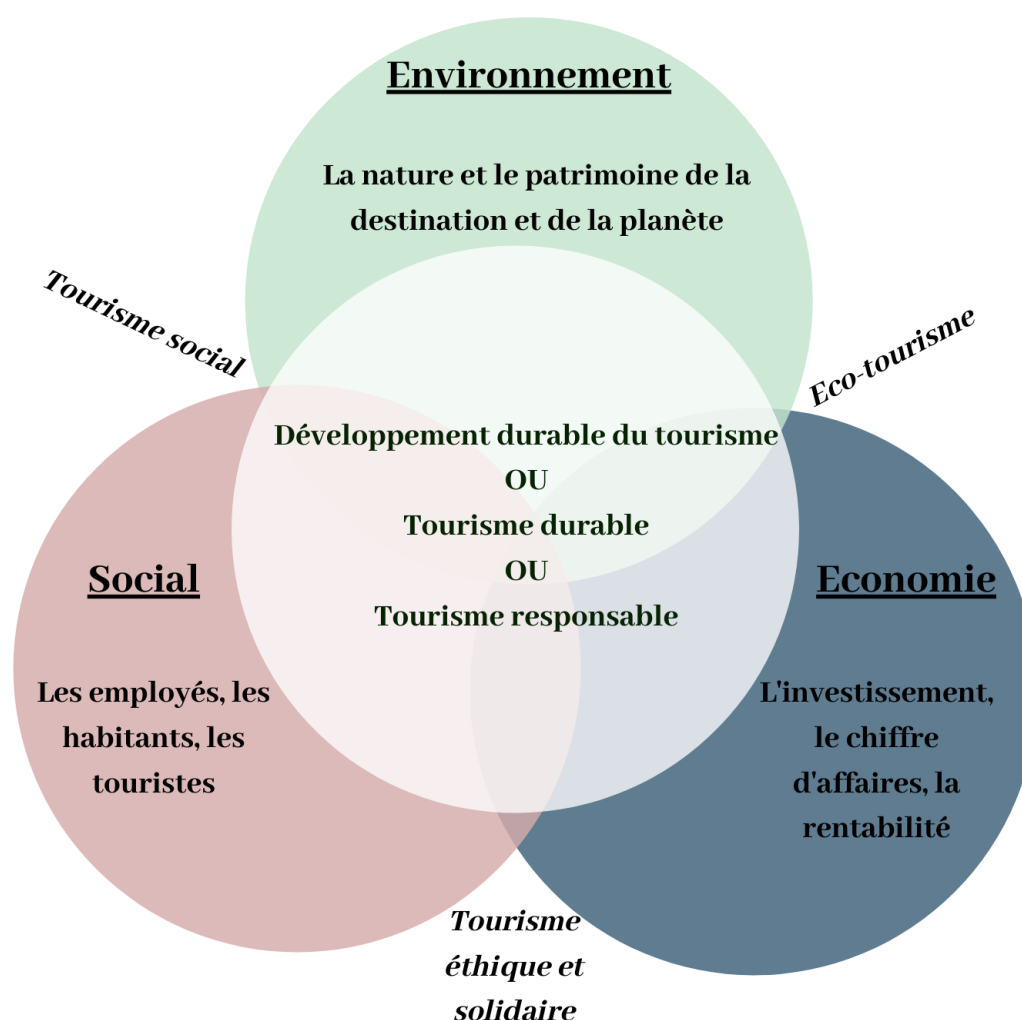 Environnement
La nature et le patrimoine de la
destination et de la planète
Tourisme social
Eco-tourisme
Développement durable du tourisme
OU
Tourisme durable
OU
Tourisme responsable
Social
Les employés, les
habitants, les
touristes
Economie
L'investissement,
le chiffre
d'affaires, la
rentabilité
Tourisme
éthique et
solidaire